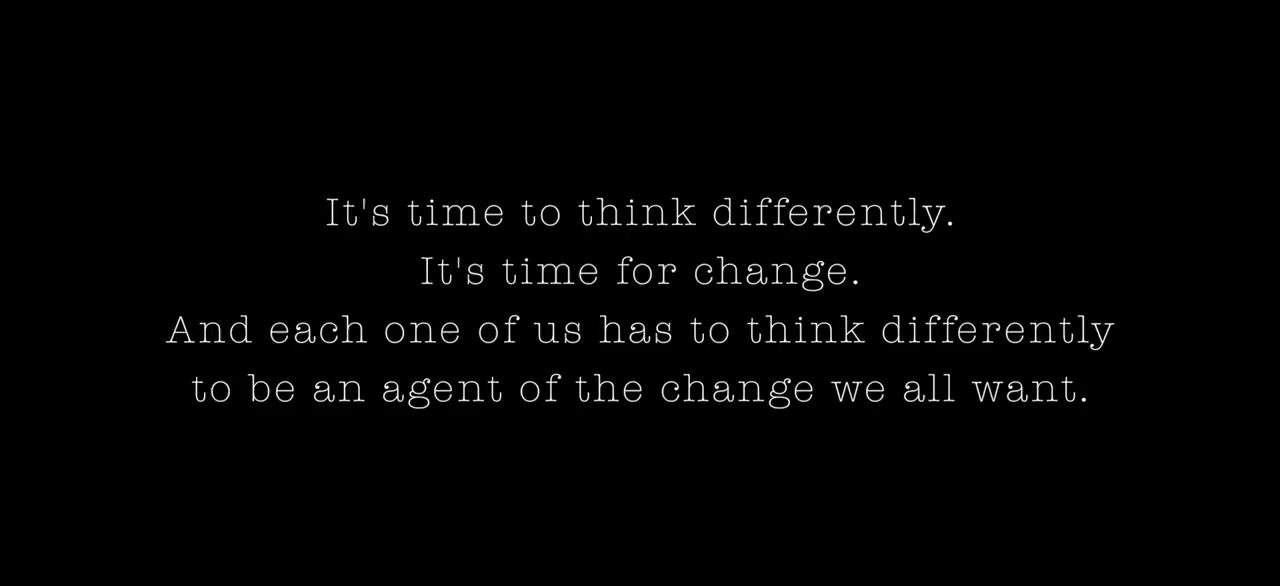 It's time to think differently.
It's time for change.
And each one of us has to think differently
to be an agent of the change we all want.